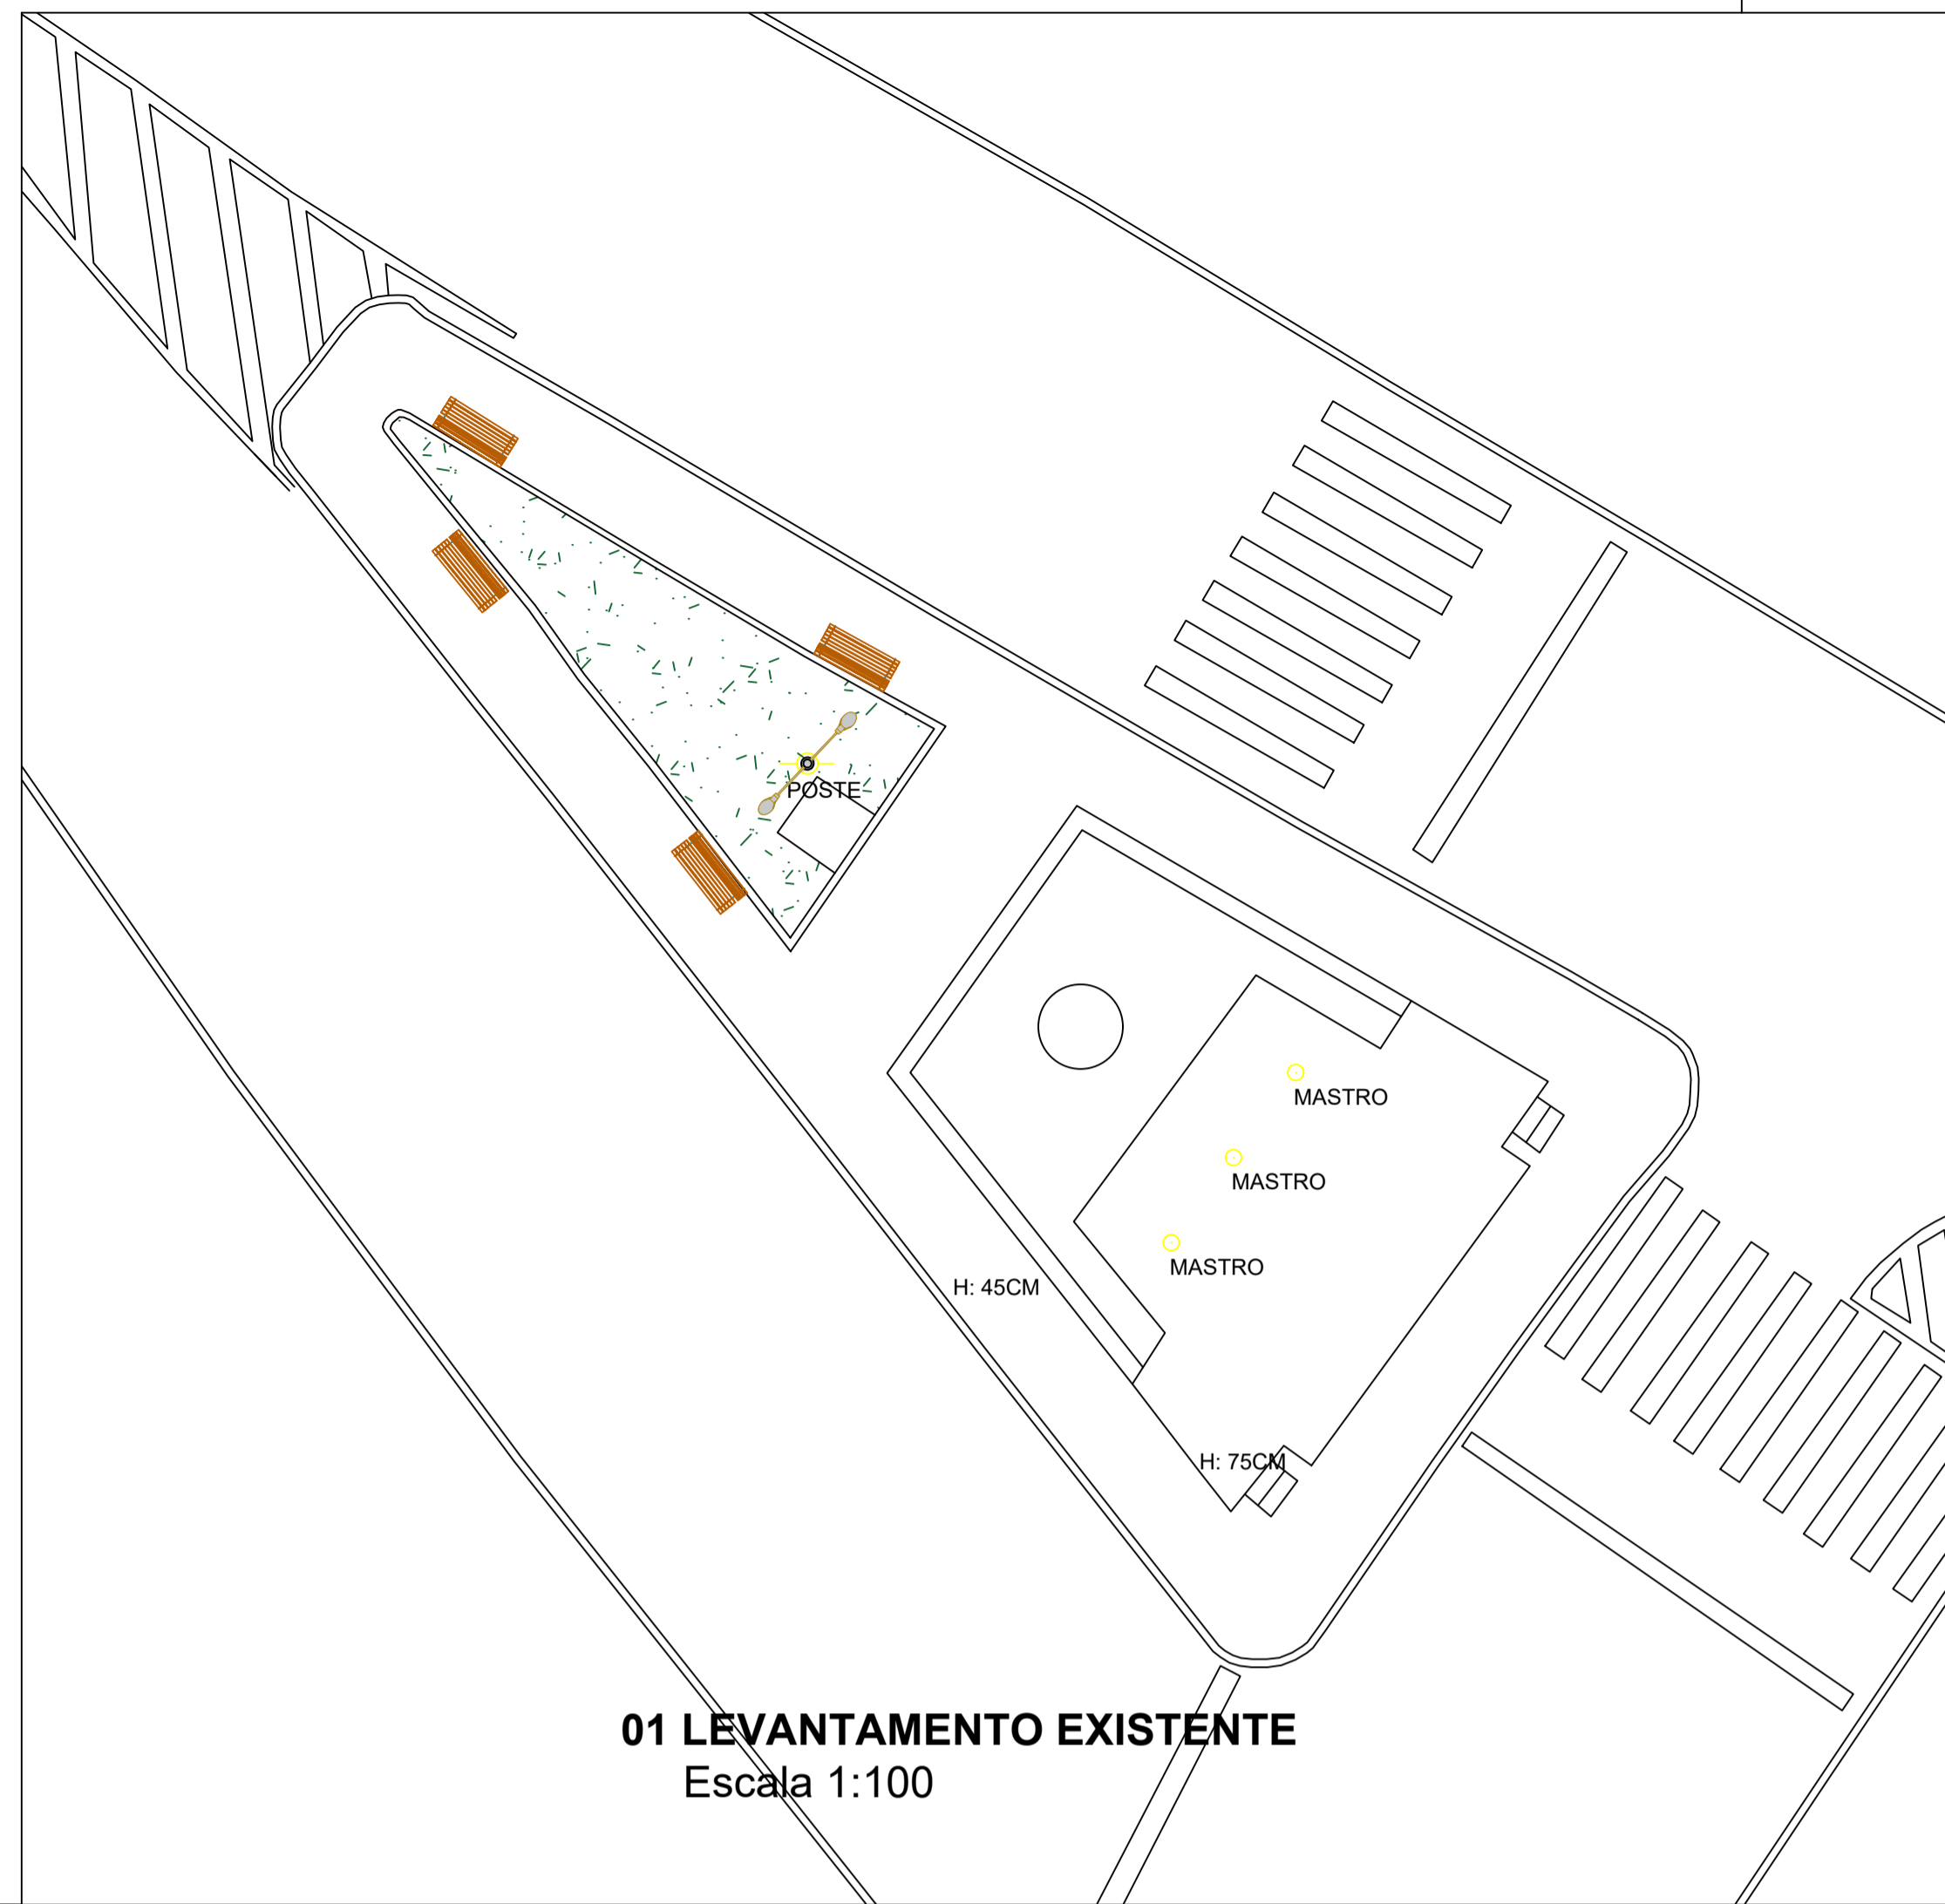 POSTE
MASTRO
MASTRO
MASTRO
H: 45CM
H: 75CM
01 LEVANTAMENTO EXISTENTE
Escala 1:100